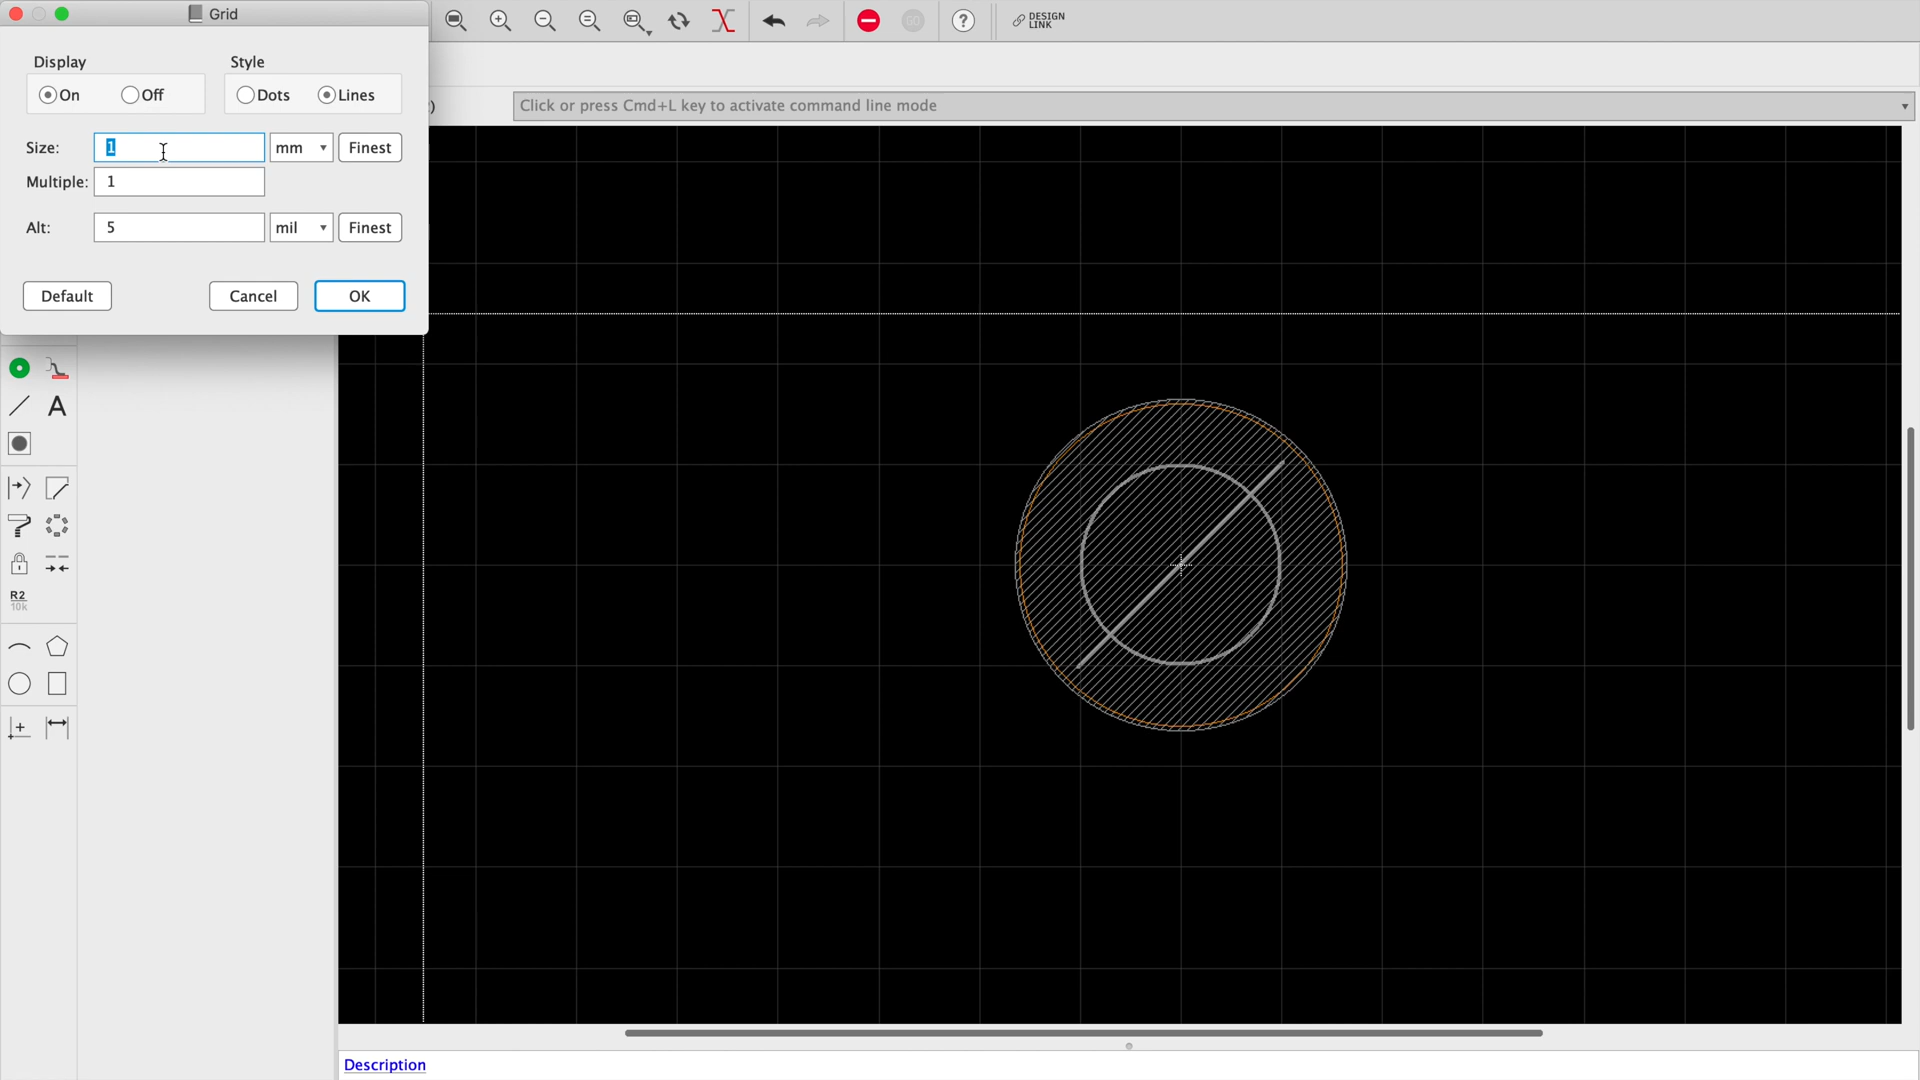 Grid
DESIGN
LINK
Display
Style
On
Off
Dots
Lines
) Click or press Cmd+L key to activate command line mode
Size: 1 mm Finest
Multiple: 1
Alt: 5 mil Finest
Default Cancel OK
A
R2
10k
Description